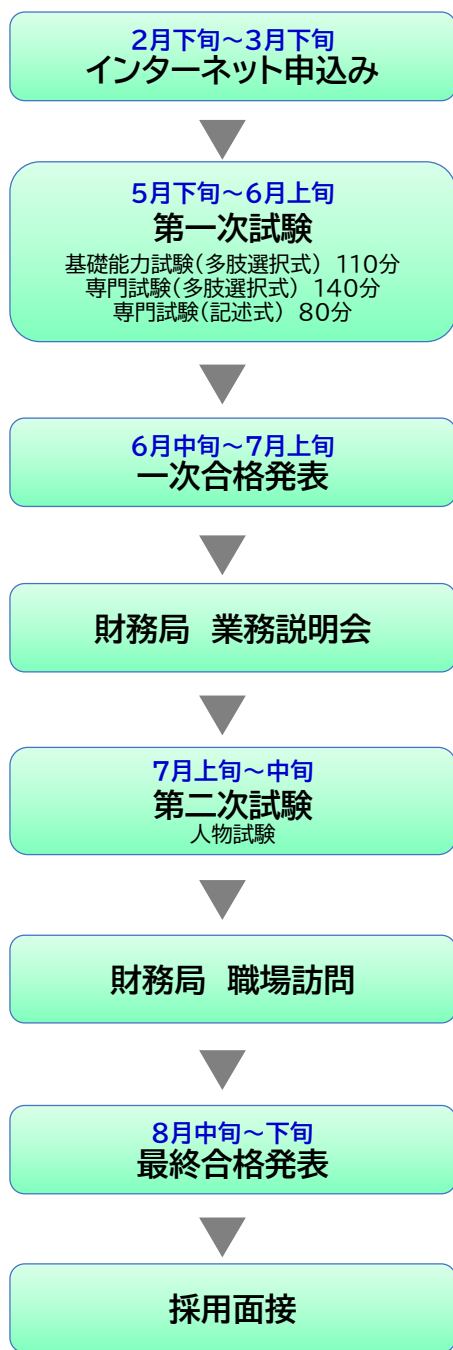 2月下旬～3月下旬
インターネット申込み
5月下旬～6月上旬
第一次試験
基礎能力試験(多肢選択式) 110分
専門試験(多肢選択式) 140分
専門試験(記述式) 80分
6月中旬～7月上旬
一次合格発表
財務局 業務説明会
7月上旬～中旬
第二次試験
人物試験
財務局 職場訪問
8月中旬～下旬
最終合格発表
採用面接